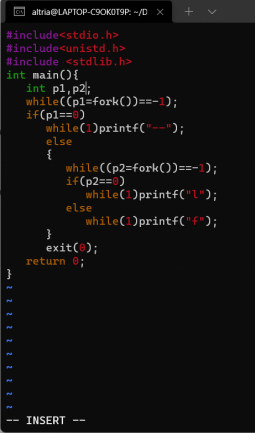 altria@LAPTOP-C9OK0T9P: ~/D
#include<stdio.h>
#include<unistd.h>
#include <stdlib.h>
int main(){
   int p1,p2;
   while((p1=fork())==-1);
   if(p1==0)
      while(1)printf("--");
      else
      {
         while((p2=fork())==-1);
         if(p2==0)
            while(1)printf("l");
         else
            while(1)printf("f");
      }
      exit(0);
   return 0;
}
~
~
~
~
~
~
~
~
~
~
-- INSERT --